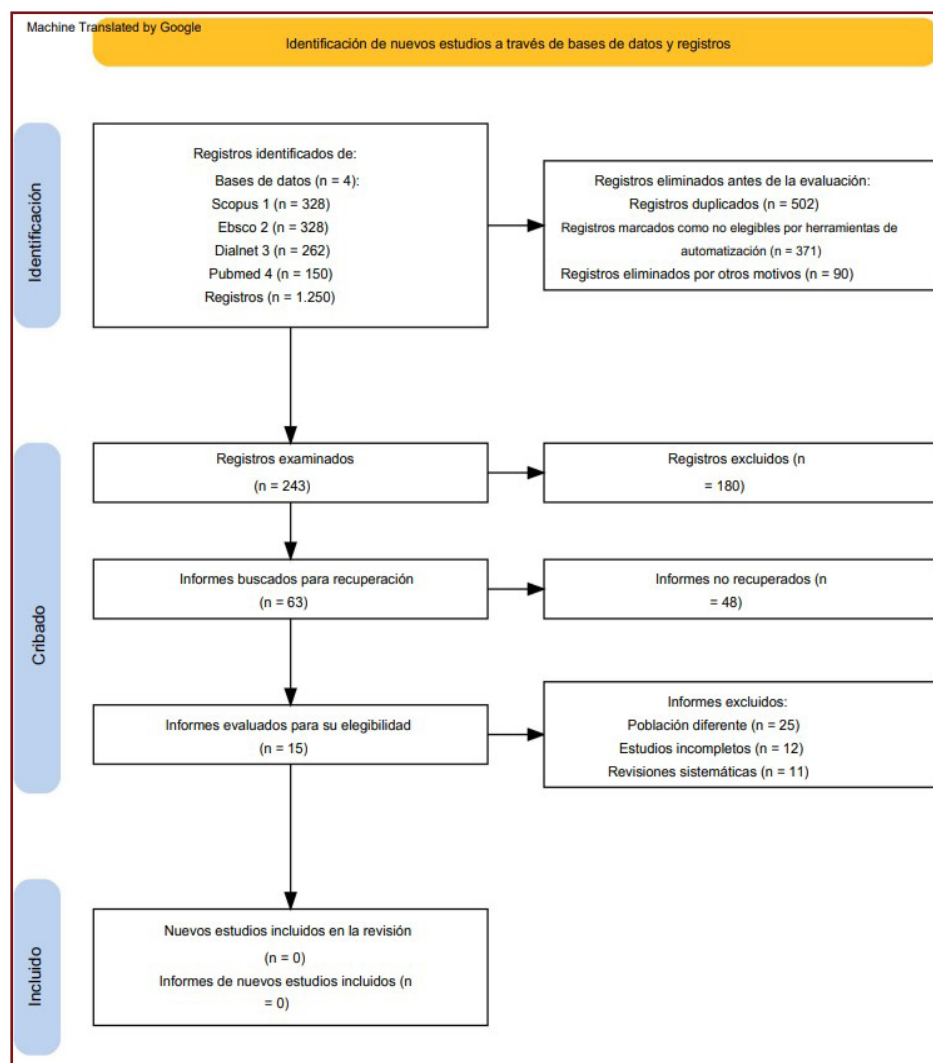 Machine Translated by Google
Identificación de nuevos estudios a través de bases de datos y registros
Identificación
Registros identificados de:
Bases de datos (n = 4):
Scopus 1 (n = 328)
Ebsco 2 (n = 328)
Dialnet 3 (n = 262)
Pubmed 4 (n = 150)
Registros (n = 1.250)
Registros eliminados antes de la evaluación:
Registros duplicados (n = 502)
Registros marcados como no elegibles por herramientas de
automatización (n = 371)
Registros eliminados por otros motivos (n = 90)
Cribado
Registros examinados
(n = 243)
Registros excluidos (n
= 180)
Informes buscados para recuperación
(n = 63)
Informes no recuperados (n
= 48)
Informes evaluados para su elegibilidad
(n = 15)
Informes excluidos:
Población diferente (n = 25)
Estudios incompletos (n = 12)
Revisiones sistemáticas (n = 11)
Incluido
Nuevos estudios incluidos en la revisión
(n = 0)
Informes de nuevos estudios incluidos (n
= 0)